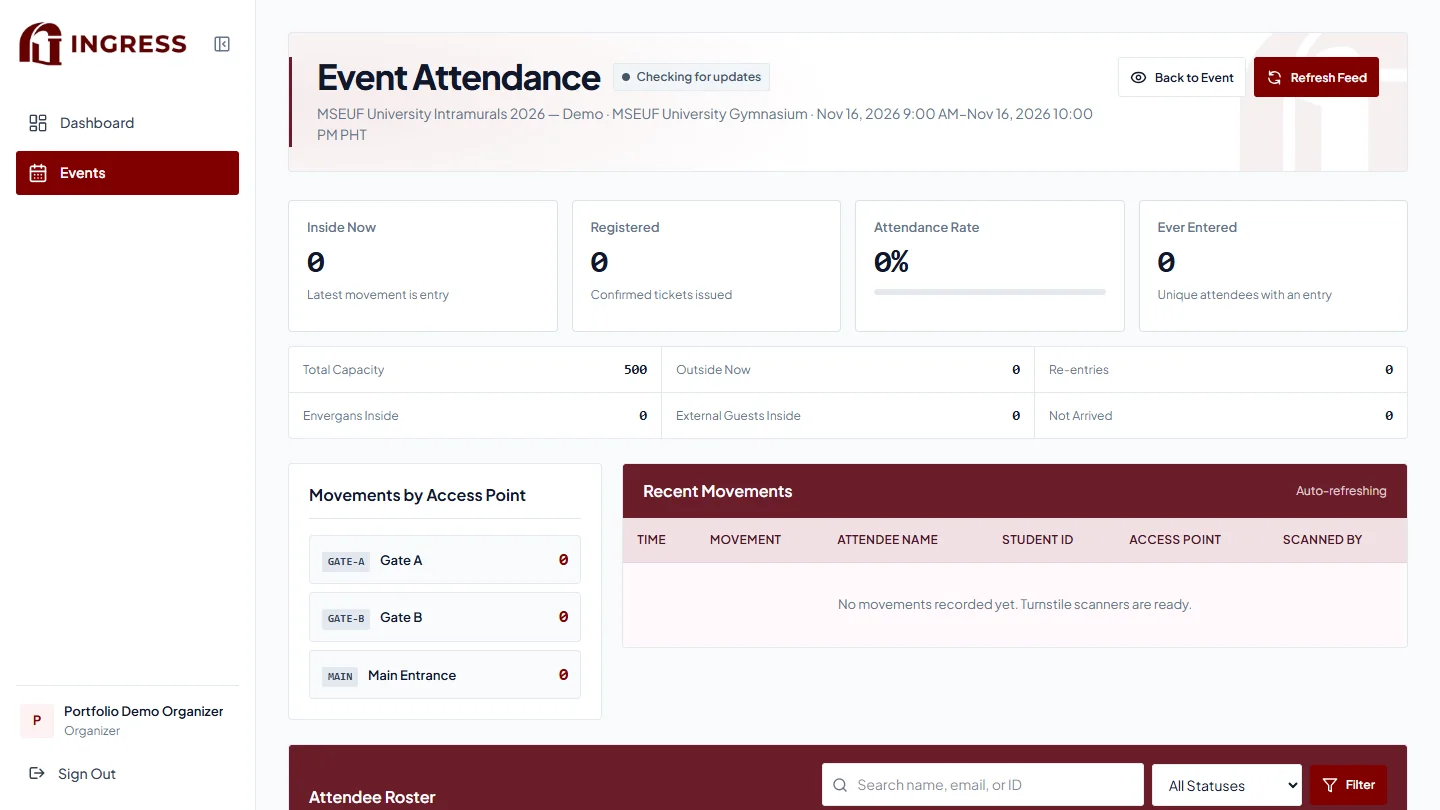 INGRESS
Dashboard
Events
Portfolio Demo Organizer
P
Organizer
Sign Out
Event Attendance
Checking for updates
MSEUF University Intramurals 2026 — Demo · MSEUF University Gymnasium · Nov 16, 2026 9:00 AM–Nov 16, 2026 10:00
PM PHT
Back to Event
Refresh Feed
Inside Now
0
Latest movement is entry
Registered
0
Confirmed tickets issued
Attendance Rate
0%
Ever Entered
0
Unique attendees with an entry
Total Capacity 500
Outside Now 0
Re-entries 0
Envergans Inside 0
External Guests Inside 0
Not Arrived 0
Movements by Access Point
GATE-A Gate A 0
GATE-B Gate B 0
MAIN Main Entrance 0
Recent Movements
Auto-refreshing
TIME MOVEMENT ATTENDEE NAME STUDENT ID ACCESS POINT SCANNED BY
No movements recorded yet. Turnstile scanners are ready.
Attendee Roster
Search name, email, or ID
All Statuses
Filter